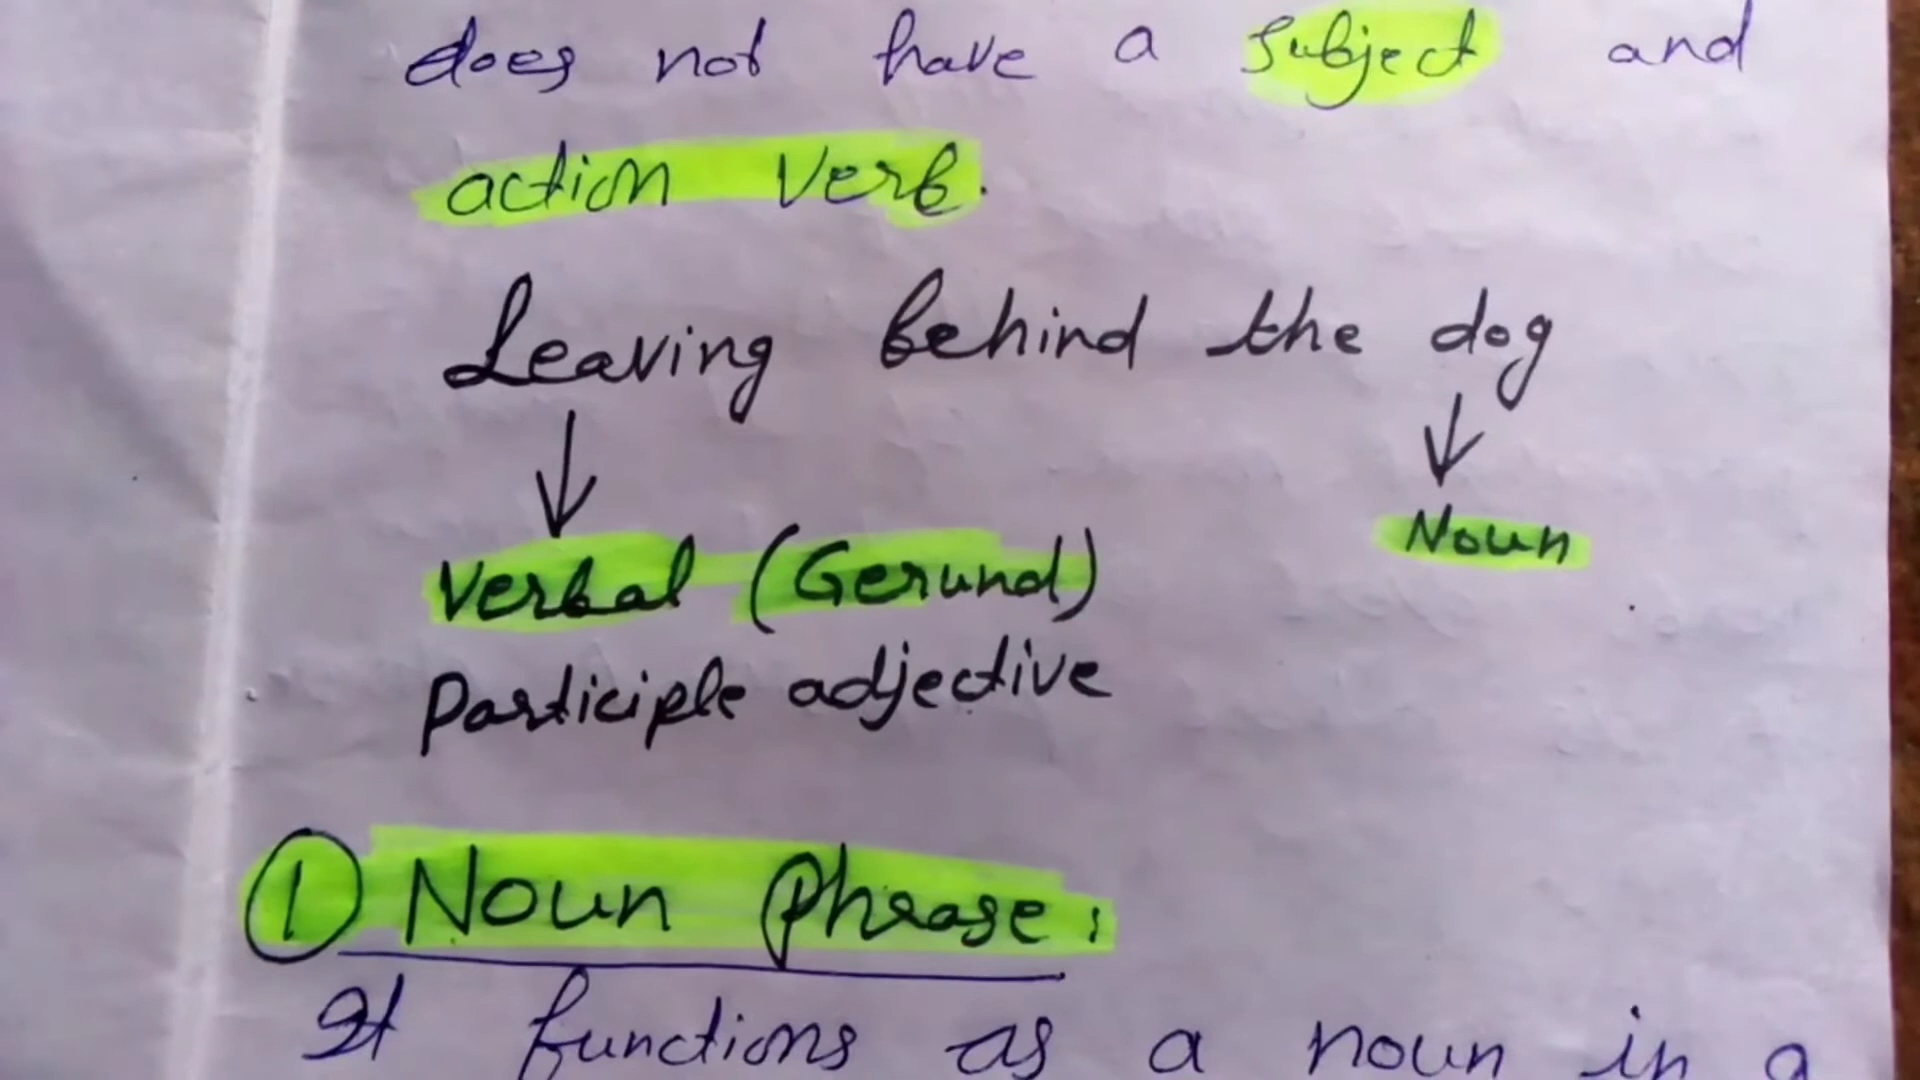 does not have a subject and
action verb.
Leaving behind the dog
Noun
Verbal (Gerund)
Participle adjective
1 Noun phrase:
It functions as a noun in a